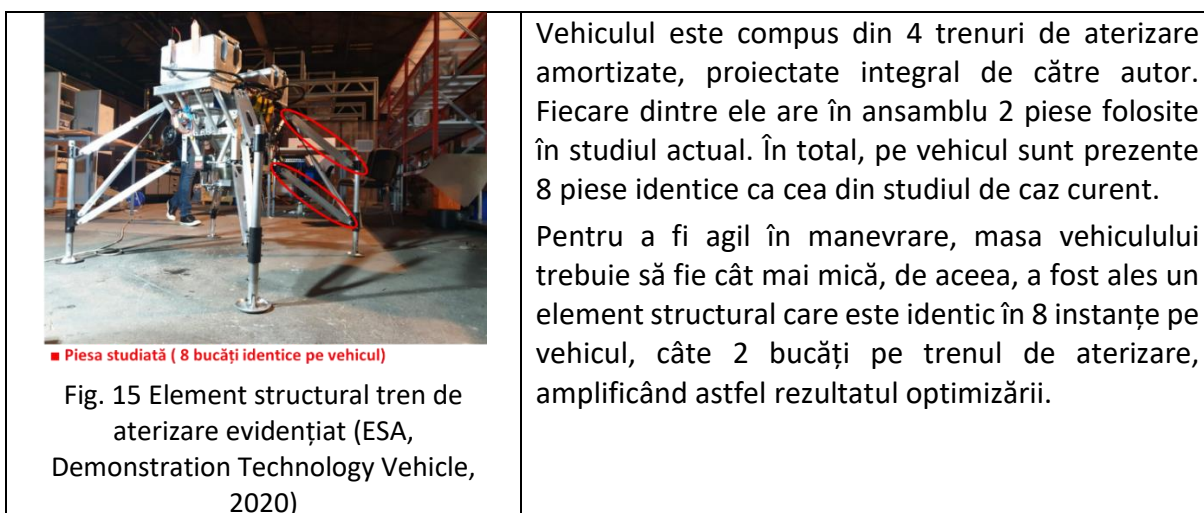 ■ Piesa studiată ( 8 bucăți identice pe vehicul)
Fig. 15 Element structural tren de
aterizare evidențiat (ESA,
Demonstration Technology Vehicle,
2020)
Vehiculul este compus din 4 trenuri de aterizare
amortizate, proiectate integral de către autor.
Fiecare dintre ele are în ansamblu 2 piese folosite
în studiul actual. În total, pe vehicul sunt prezente
8 piese identice ca cea din studiul de caz curent.
Pentru a fi agil în manevrare, masa vehiculului
trebuie să fie cât mai mică, de aceea, a fost ales un
element structural care este identic în 8 instanțe pe
vehicul, câte 2 bucăți pe trenul de aterizare,
amplificând astfel rezultatul optimizării.